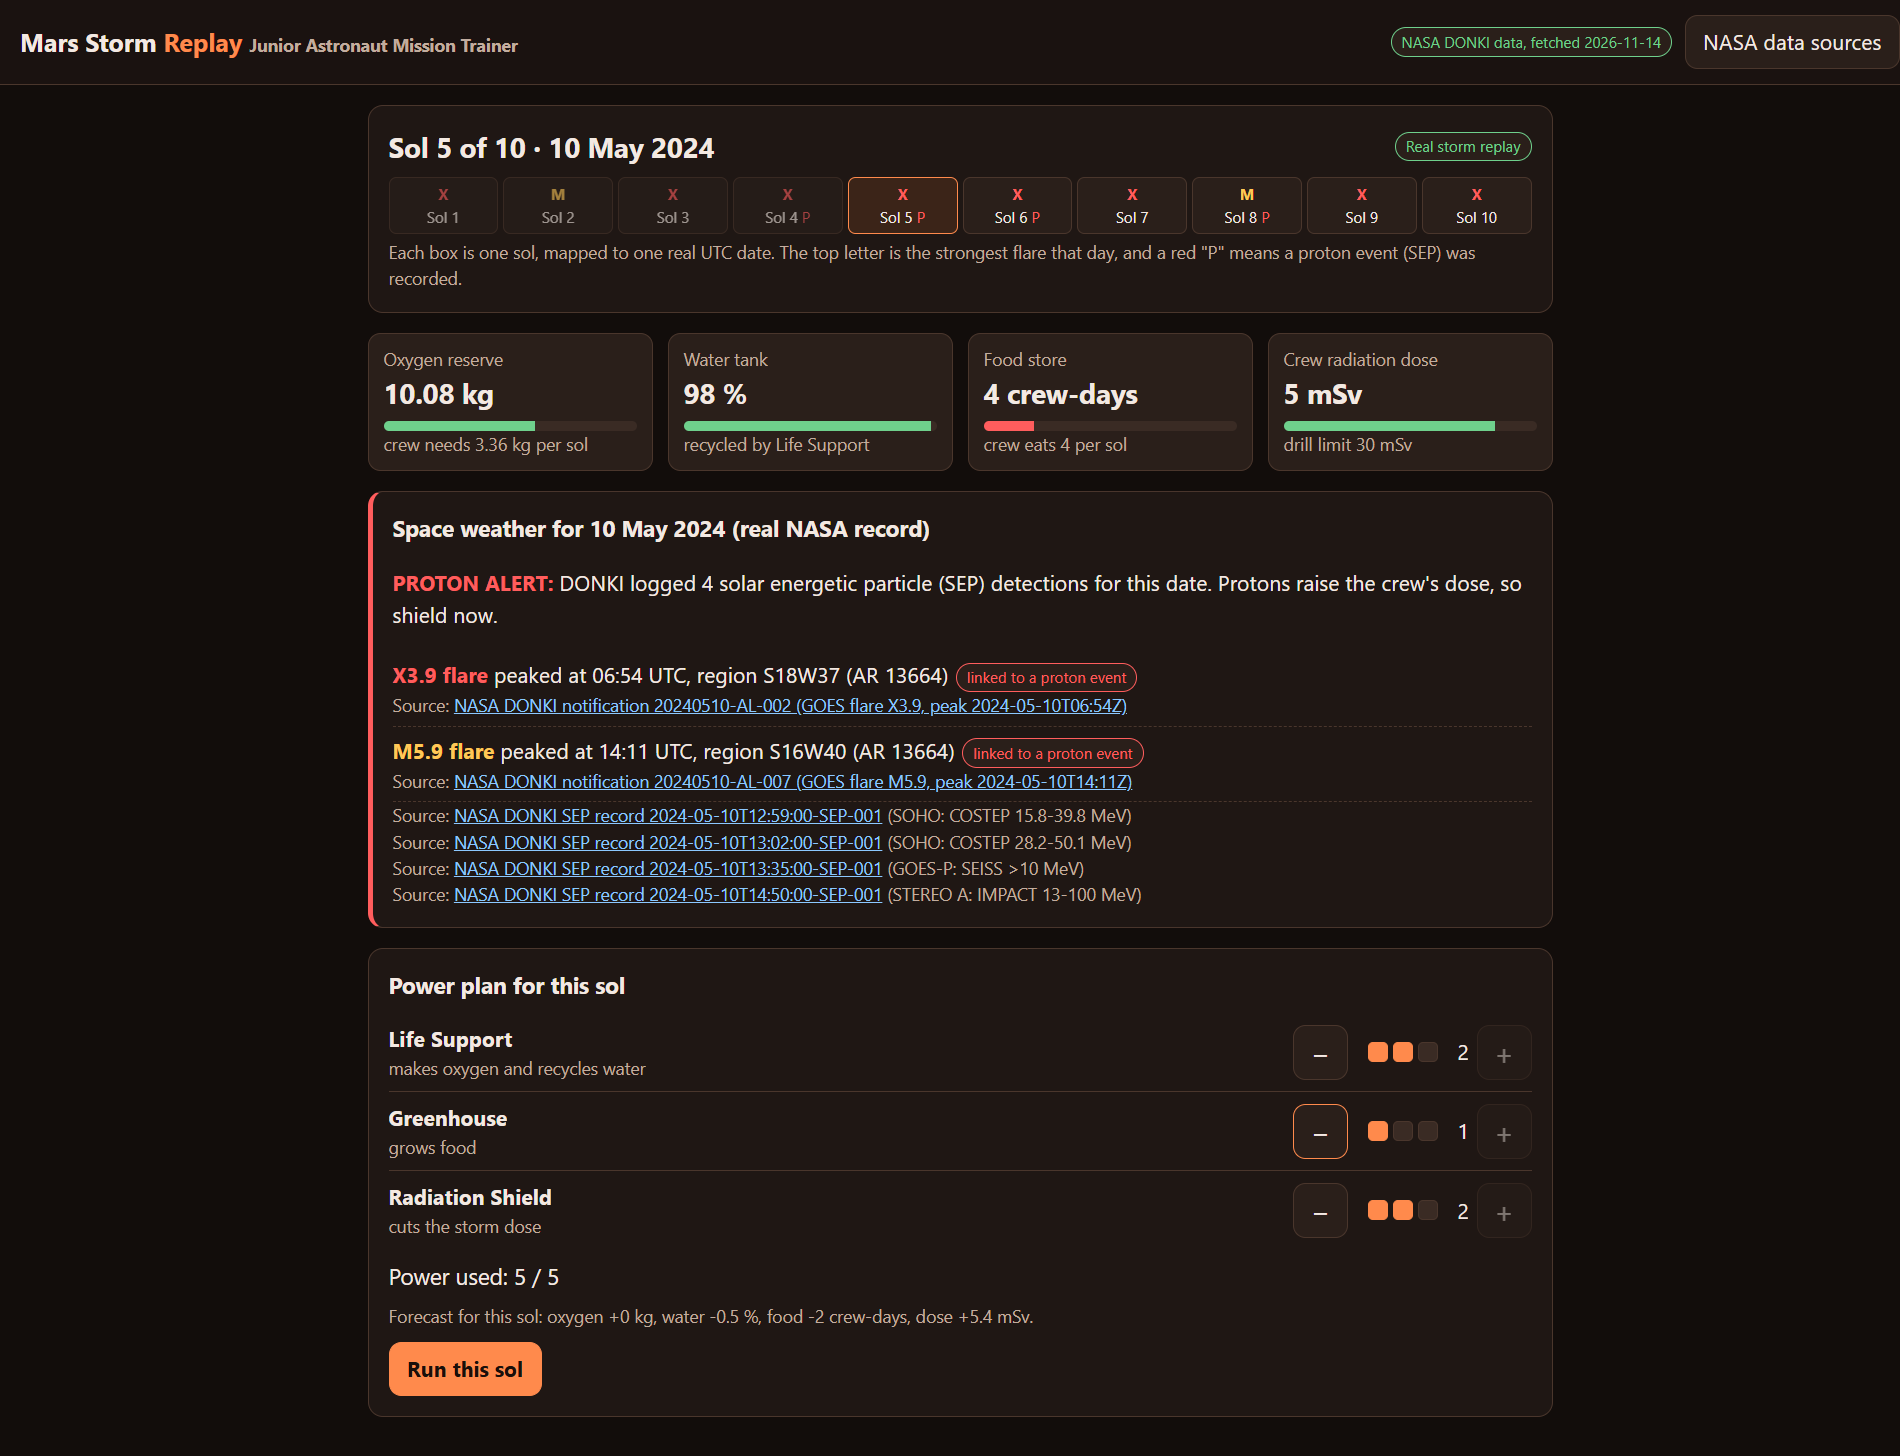 Mars Storm Replay Junior Astronaut Mission Trainer
NASA DONKI data, fetched 2026-11-14
NASA data sources
Sol 5 of 10 · 10 May 2024
Real storm replay
X
Sol 1
M
Sol 2
X
Sol 3
X
Sol 4 P
X
Sol 5 P
X
Sol 6 P
X
Sol 7
M
Sol 8 P
X
Sol 9
X
Sol 10
Each box is one sol, mapped to one real UTC date. The top letter is the strongest flare that day, and a red "P" means a proton event (SEP) was
recorded.
Oxygen reserve
10.08 kg
crew needs 3.36 kg per sol
Water tank
98 %
recycled by Life Support
Food store
4 crew-days
crew eats 4 per sol
Crew radiation dose
5 mSv
drill limit 30 mSv
Space weather for 10 May 2024 (real NASA record)
PROTON ALERT: DONKI logged 4 solar energetic particle (SEP) detections for this date. Protons raise the crew's dose, so
shield now.
X3.9 flare peaked at 06:54 UTC, region S18W37 (AR 13664) linked to a proton event
Source: NASA DONKI notification 20240510-AL-002 (GOES flare X3.9, peak 2024-05-10T06:54Z)
M5.9 flare peaked at 14:11 UTC, region S16W40 (AR 13664) linked to a proton event
Source: NASA DONKI notification 20240510-AL-007 (GOES flare M5.9, peak 2024-05-10T14:11Z)
Source: NASA DONKI SEP record 2024-05-10T12:59:00-SEP-001 (SOHO: COSTEP 15.8-39.8 MeV)
Source: NASA DONKI SEP record 2024-05-10T13:02:00-SEP-001 (SOHO: COSTEP 28.2-50.1 MeV)
Source: NASA DONKI SEP record 2024-05-10T13:35:00-SEP-001 (GOES-P: SEISS >10 MeV)
Source: NASA DONKI SEP record 2024-05-10T14:50:00-SEP-001 (STEREO A: IMPACT 13-100 MeV)
Power plan for this sol
Life Support
makes oxygen and recycles water
– 2 +
Greenhouse
grows food
– 1 +
Radiation Shield
cuts the storm dose
– 2 +
Power used: 5 / 5
Forecast for this sol: oxygen +0 kg, water -0.5 %, food -2 crew-days, dose +5.4 mSv.
Run this sol